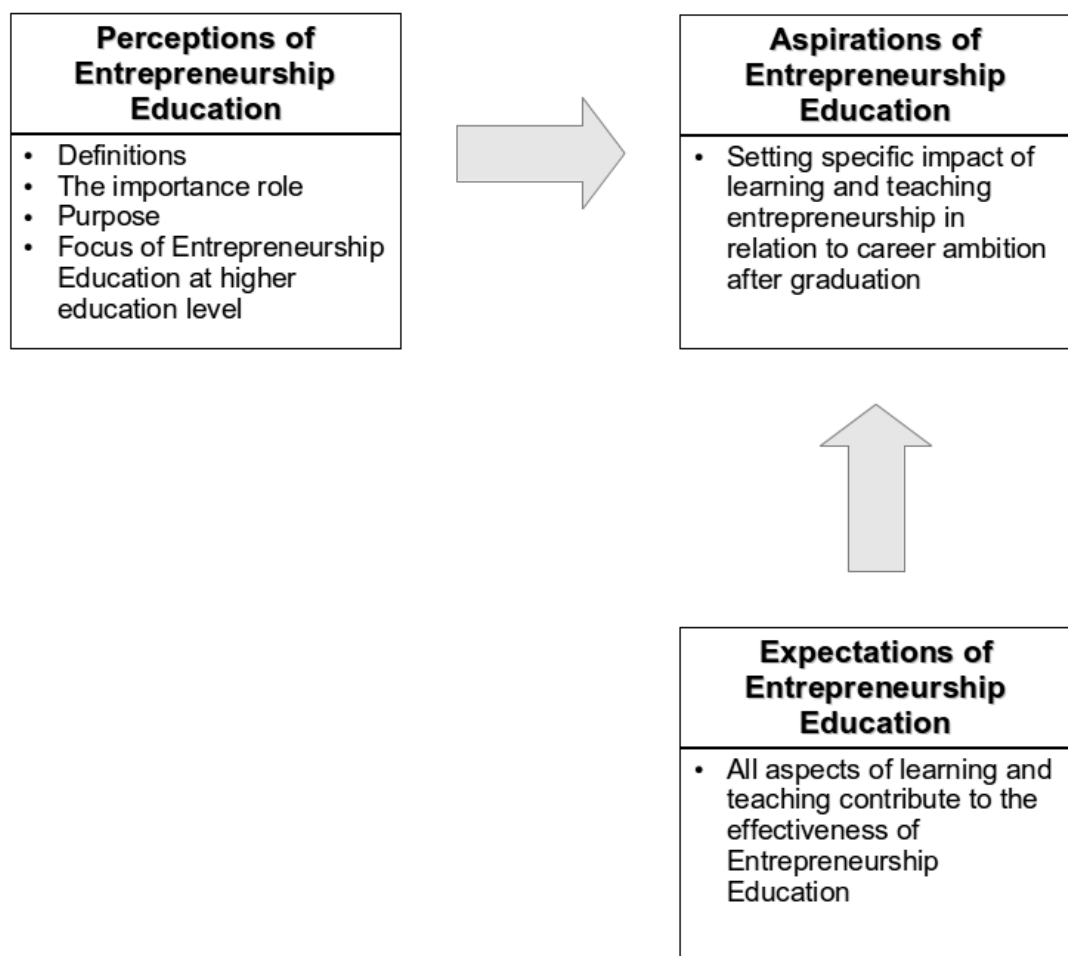 Perceptions of
Entrepreneurship
Education
• Definitions
• The importance role
• Purpose
• Focus of Entrepreneurship
Education at higher
education level
Aspirations of
Entrepreneurship
Education
• Setting specific impact of
learning and teaching
entrepreneurship in
relation to career ambition
after graduation
Expectations of
Entrepreneurship
Education
• All aspects of learning and
teaching contribute to the
effectiveness of
Entrepreneurship
Education